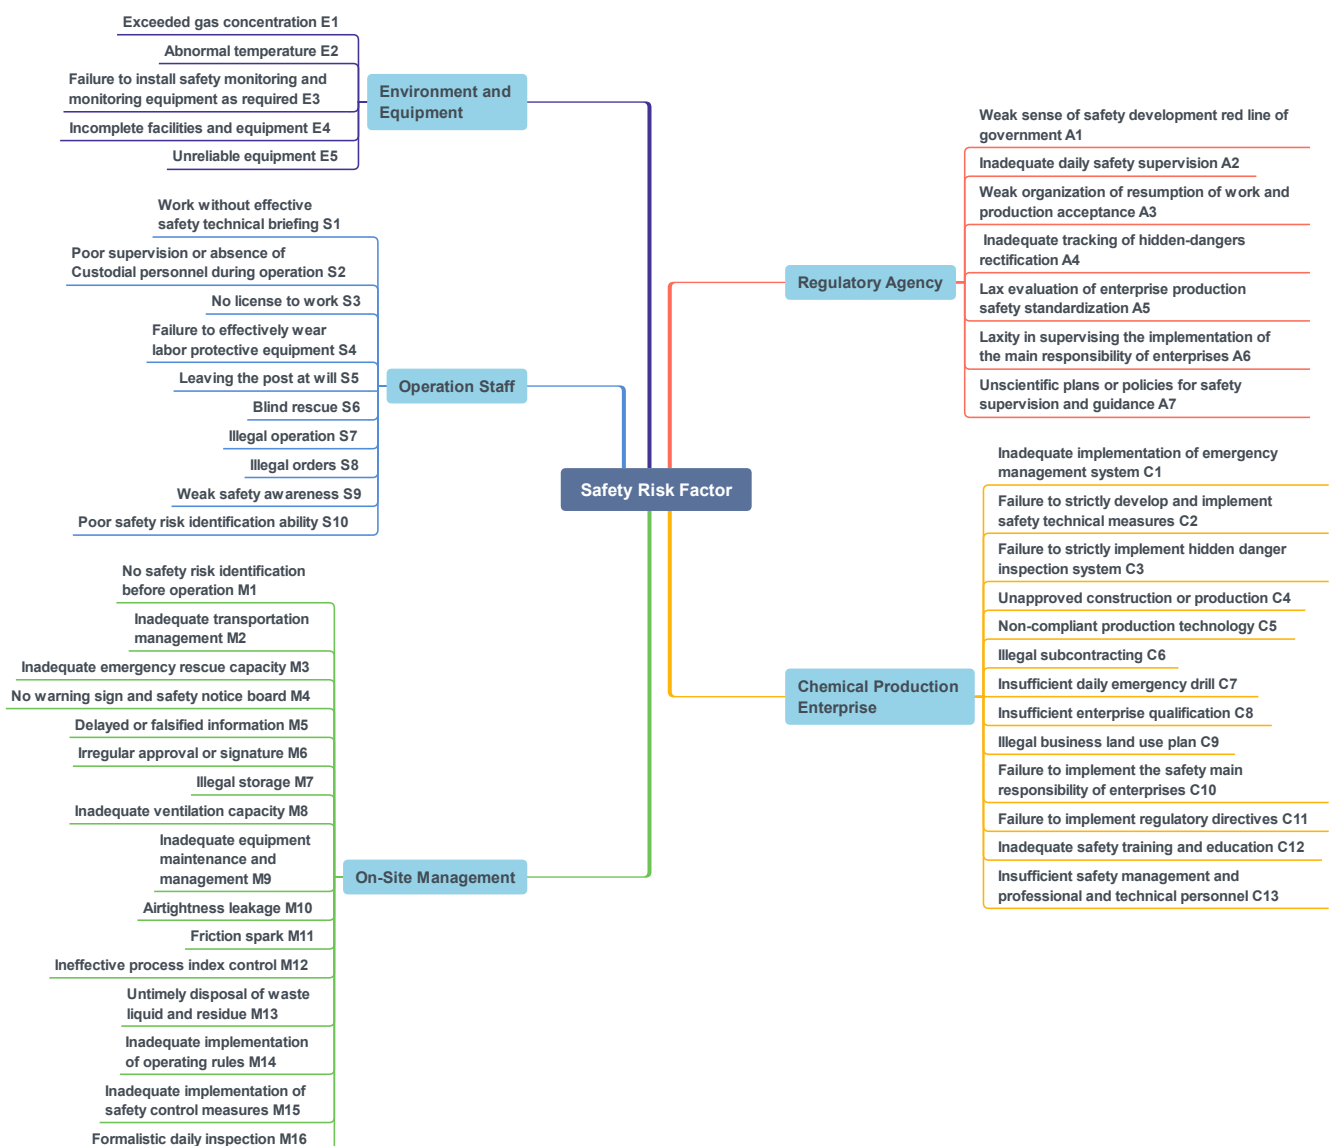 Exceeded gas concentration E1
Abnormal temperature E2
Failure to install safety monitoring and
monitoring equipment as required E3
Incomplete facilities and equipment E4
Unreliable equipment E5
Environment and
Equipment
Work without effective
safety technical briefing S1
Poor supervision or absence of
Custodial personnel during operation S2
No license to work S3
Failure to effectively wear
labor protective equipment S4
Leaving the post at will S5
Blind rescue S6
Illegal operation S7
Illegal orders S8
Weak safety awareness S9
Poor safety risk identification ability S10
Operation Staff
No safety risk identification
before operation M1
Inadequate transportation
management M2
Inadequate emergency rescue capacity M3
No warning sign and safety notice board M4
Delayed or falsified information M5
Irregular approval or signature M6
Illegal storage M7
Inadequate ventilation capacity M8
Inadequate equipment
maintenance and
management M9
Airtightness leakage M10
Friction spark M11
Ineffective process index control M12
Untimely disposal of waste
liquid and residue M13
Inadequate implementation
of operating rules M14
Inadequate implementation of
safety control measures M15
Formalistic daily inspection M16
On-Site Management
Safety Risk Factor
Regulatory Agency
Weak sense of safety development red line of
government A1
Inadequate daily safety supervision A2
Weak organization of resumption of work and
production acceptance A3
Inadequate tracking of hidden-dangers
rectification A4
Lax evaluation of enterprise production
safety standardization A5
Laxity in supervising the implementation of
the main responsibility of enterprises A6
Unscientific plans or policies for safety
supervision and guidance A7
Chemical Production
Enterprise
Inadequate implementation of emergency
management system C1
Failure to strictly develop and implement
safety technical measures C2
Failure to strictly implement hidden danger
inspection system C3
Unapproved construction or production C4
Non-compliant production technology C5
Illegal subcontracting C6
Insufficient daily emergency drill C7
Insufficient enterprise qualification C8
Illegal business land use plan C9
Failure to implement the safety main
responsibility of enterprises C10
Failure to implement regulatory directives C11
Inadequate safety training and education C12
Insufficient safety management and
professional and technical personnel C13